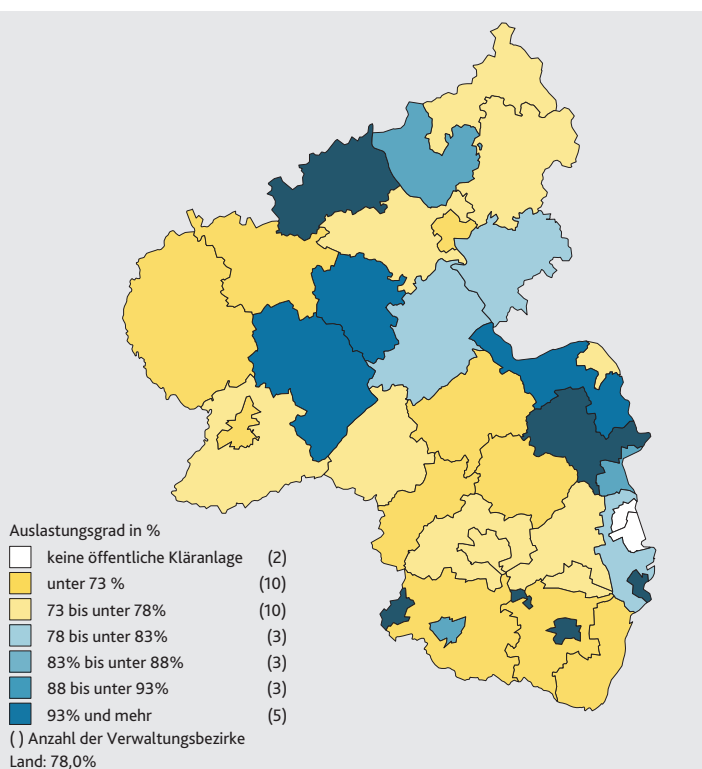 Auslastungsgrad in %
keine öffentliche Kläranlage (2)
unter 73 % (10)
73 bis unter 78% (10)
78 bis unter 83% (3)
83% bis unter 88% (3)
88 bis unter 93% (3)
93% und mehr (5)
( ) Anzahl der Verwaltungsbezirke
Land: 78,0%